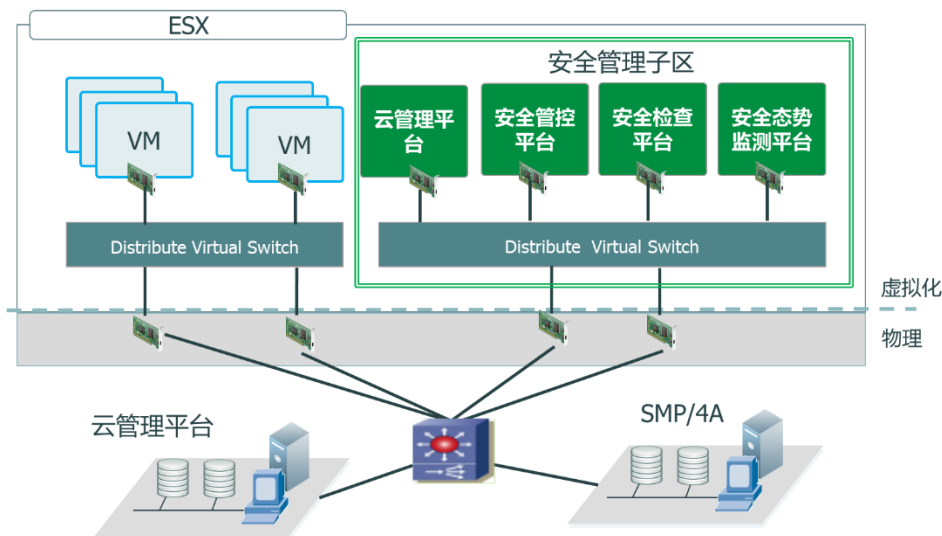 ESX
安全管理子区
VM
VM
云管理平
台
安全管控
平台
安全检查
平台
安全态势
监测平台
Distribute Virtual Switch
Distribute Virtual Switch
虚拟化
物理
云管理平台
SMP/4A